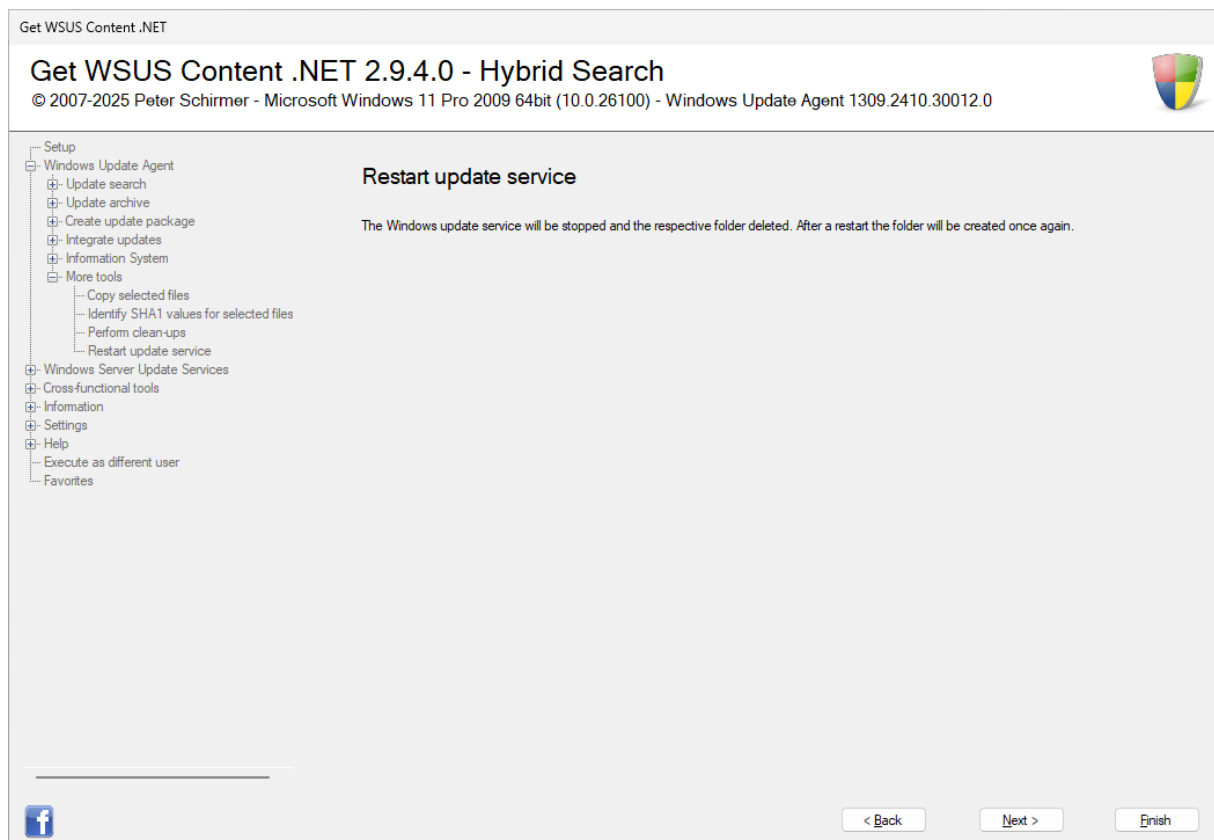 Get WSUS Content .NET
Get WSUS Content .NET 2.9.4.0 - Hybrid Search
© 2007-2025 Peter Schirmer - Microsoft Windows 11 Pro 2009 64bit (10.0.26100) - Windows Update Agent 1309.2410.30012.0
Setup
Windows Update Agent
Update search
Update archive
Create update package
Integrate updates
Information System
More tools
Copy selected files
Identify SHA1 values for selected files
Perform clean-ups
Restart update service
Windows Server Update Services
Cross-functional tools
Information
Settings
Help
Execute as different user
Favorites
Restart update service
The Windows update service will be stopped and the respective folder deleted. After a restart the folder will be created once again.
f
< Back
Next >
Finish